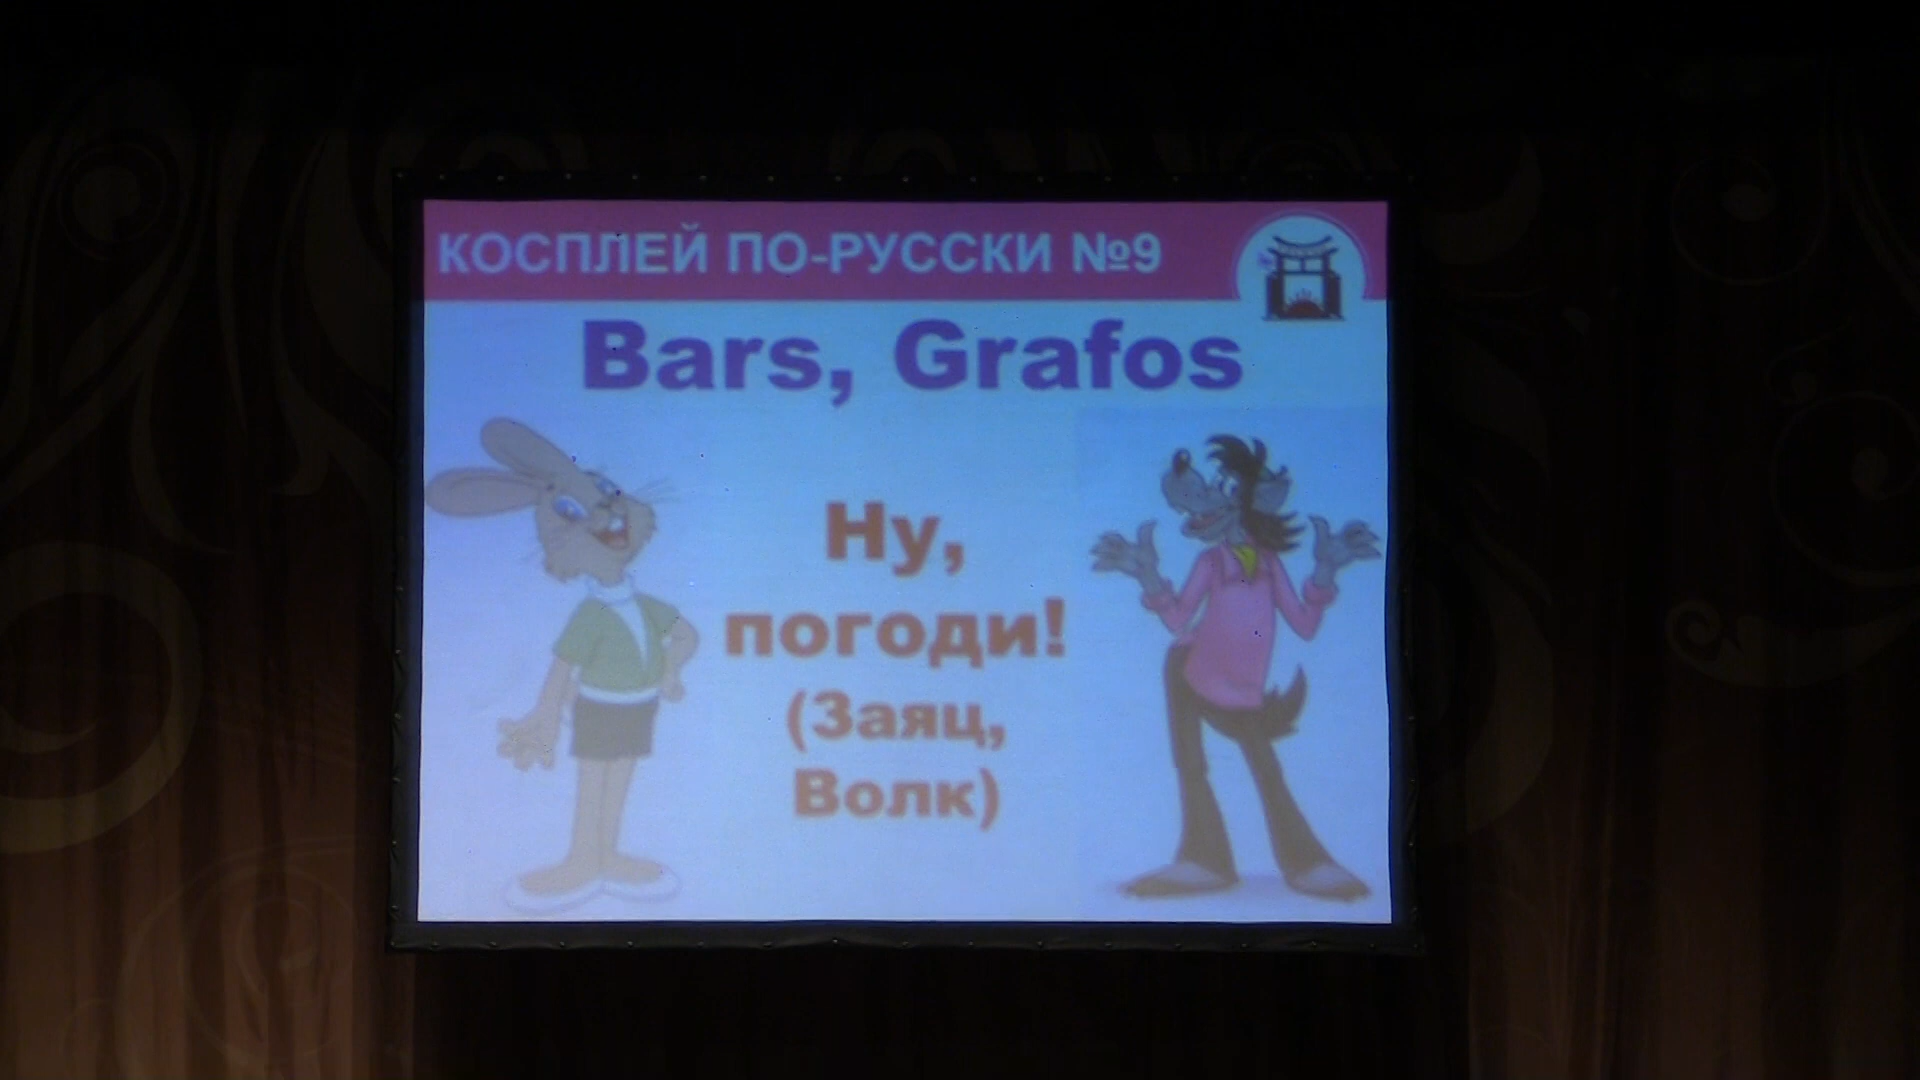 КОСПЛЕЙ ПО-РУССКИ №9
Bars, Grafos
Ну,
погоди!
(Заяц,
Волк)